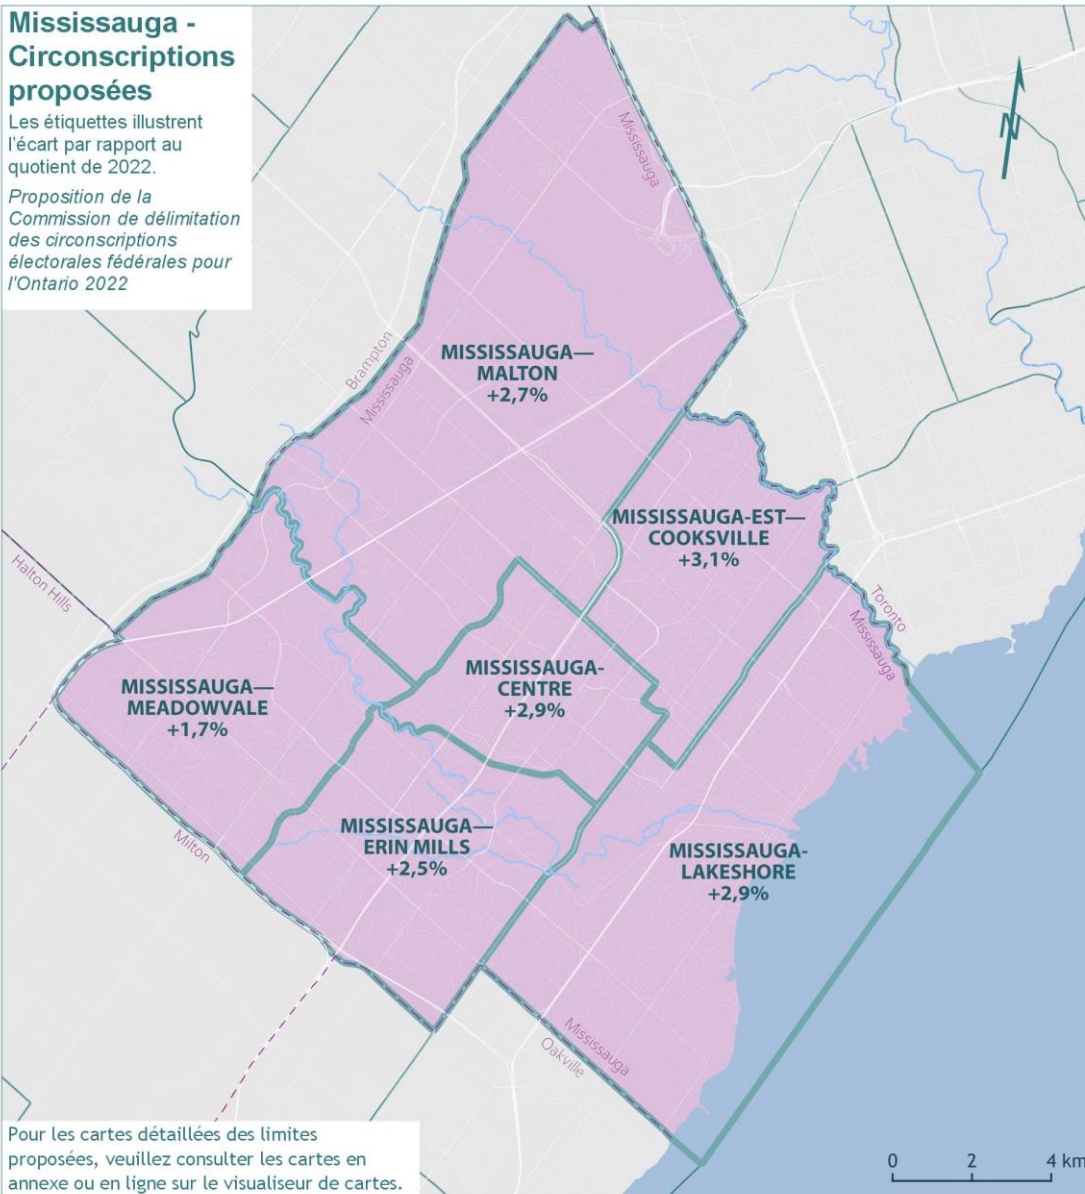 Mississauga -
Circonscriptions
proposées
Les étiquettes illustrent
l'écart par rapport au
quotient de 2022.
Proposition de la
Commission de délimitation
des circonscriptions
électorales fédérales pour
l'Ontario 2022
N
Mississauga
Brampton
Mississauga
MISSISSAUGA—
MALTON
+2,7%
MISSISSAUGA-EST—
COOKSVILLE
+3,1%
Halton Hills
Toronto
Mississauga
MISSISSAUGA—
MEADOWVALE
+1,7%
MISSISSAUGA-
CENTRE
+2,9%
Milton
MISSISSAUGA—
ERIN MILLS
+2,5%
MISSISSAUGA-
LAKESHORE
+2,9%
Mississauga
Oakville
Pour les cartes détaillées des limites
proposées, veuillez consulter les cartes en
annexe ou en ligne sur le visualiseur de cartes.
0 2 4 km